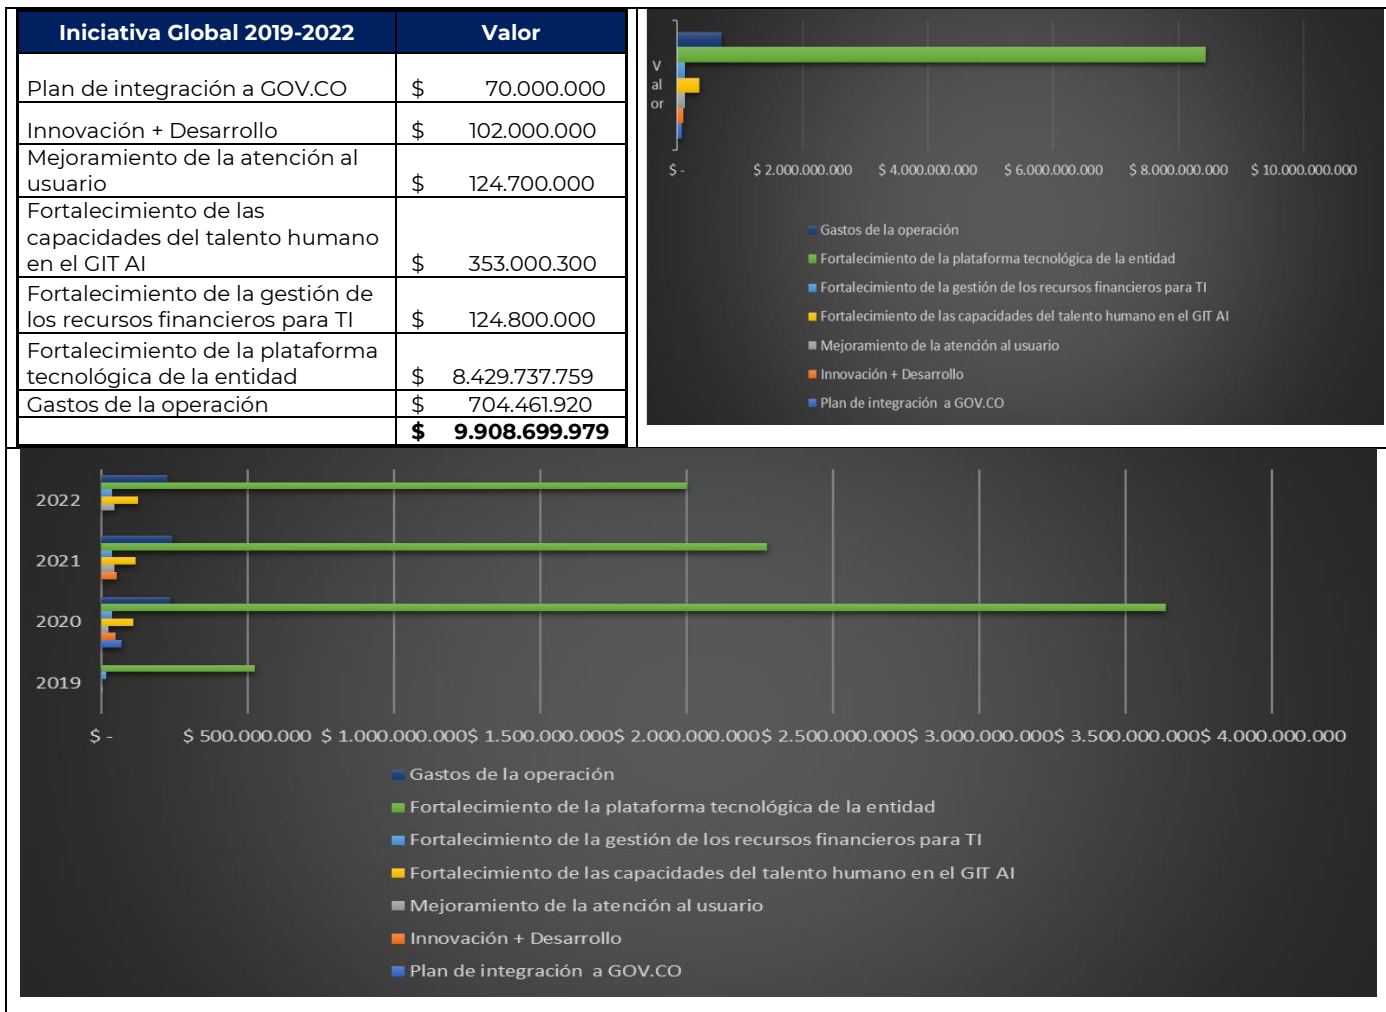 Iniciativa Global 2019-2022 Valor
Plan de integración a GOV.CO $ 70.000.000
Innovación + Desarrollo $ 102.000.000
Mejoramiento de la atención al
usuario $ 124.700.000
Fortalecimiento de las
capacidades del talento humano
en el GIT AI $ 353.000.300
Fortalecimiento de la gestión de
los recursos financieros para TI $ 124.800.000
Fortalecimiento de la plataforma
tecnológica de la entidad $ 8.429.737.759
Gastos de la operación $ 704.461.920
$ 9.908.699.979
V
al
or
$ - $ 2.000.000.000 $ 4.000.000.000 $ 6.000.000.000 $ 8.000.000.000 $ 10.000.000.000
Gastos de la operación
Fortalecimiento de la plataforma tecnológica de la entidad
Fortalecimiento de la gestión de los recursos financieros para TI
Fortalecimiento de las capacidades del talento humano en el GIT AI
Mejoramiento de la atención al usuario
Innovación + Desarrollo
Plan de integración a GOV.CO
2022
2021
2020
2019
$ - $ 500.000.000 $ 1.000.000.000 $ 1.500.000.000 $ 2.000.000.000 $ 2.500.000.000 $ 3.000.000.000 $ 3.500.000.000 $ 4.000.000.000
Gastos de la operación
Fortalecimiento de la plataforma tecnológica de la entidad
Fortalecimiento de la gestión de los recursos financieros para TI
Fortalecimiento de las capacidades del talento humano en el GIT AI
Mejoramiento de la atención al usuario
Innovación + Desarrollo
Plan de integración a GOV.CO